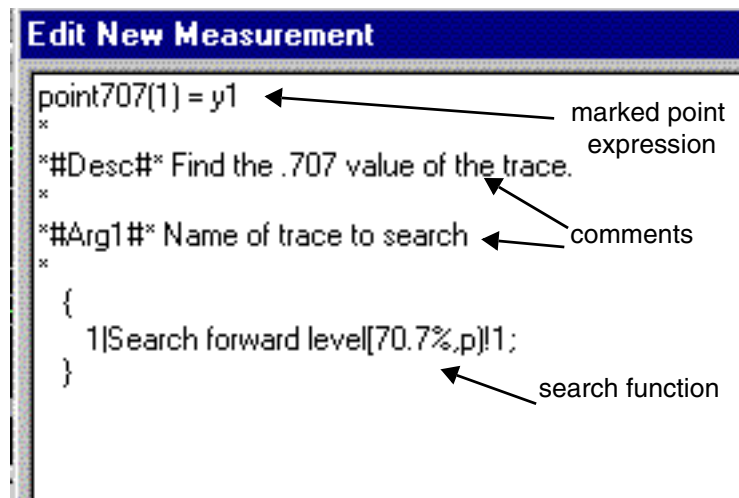 Edit New Measurement
point707(1) = y1
marked point
expression
*
*#Desc#* Find the .707 value of the trace.
*
comments
*#Arg1#* Name of trace to search
*
{
1|Search forward level[70.7%,p)!1;
}
search function